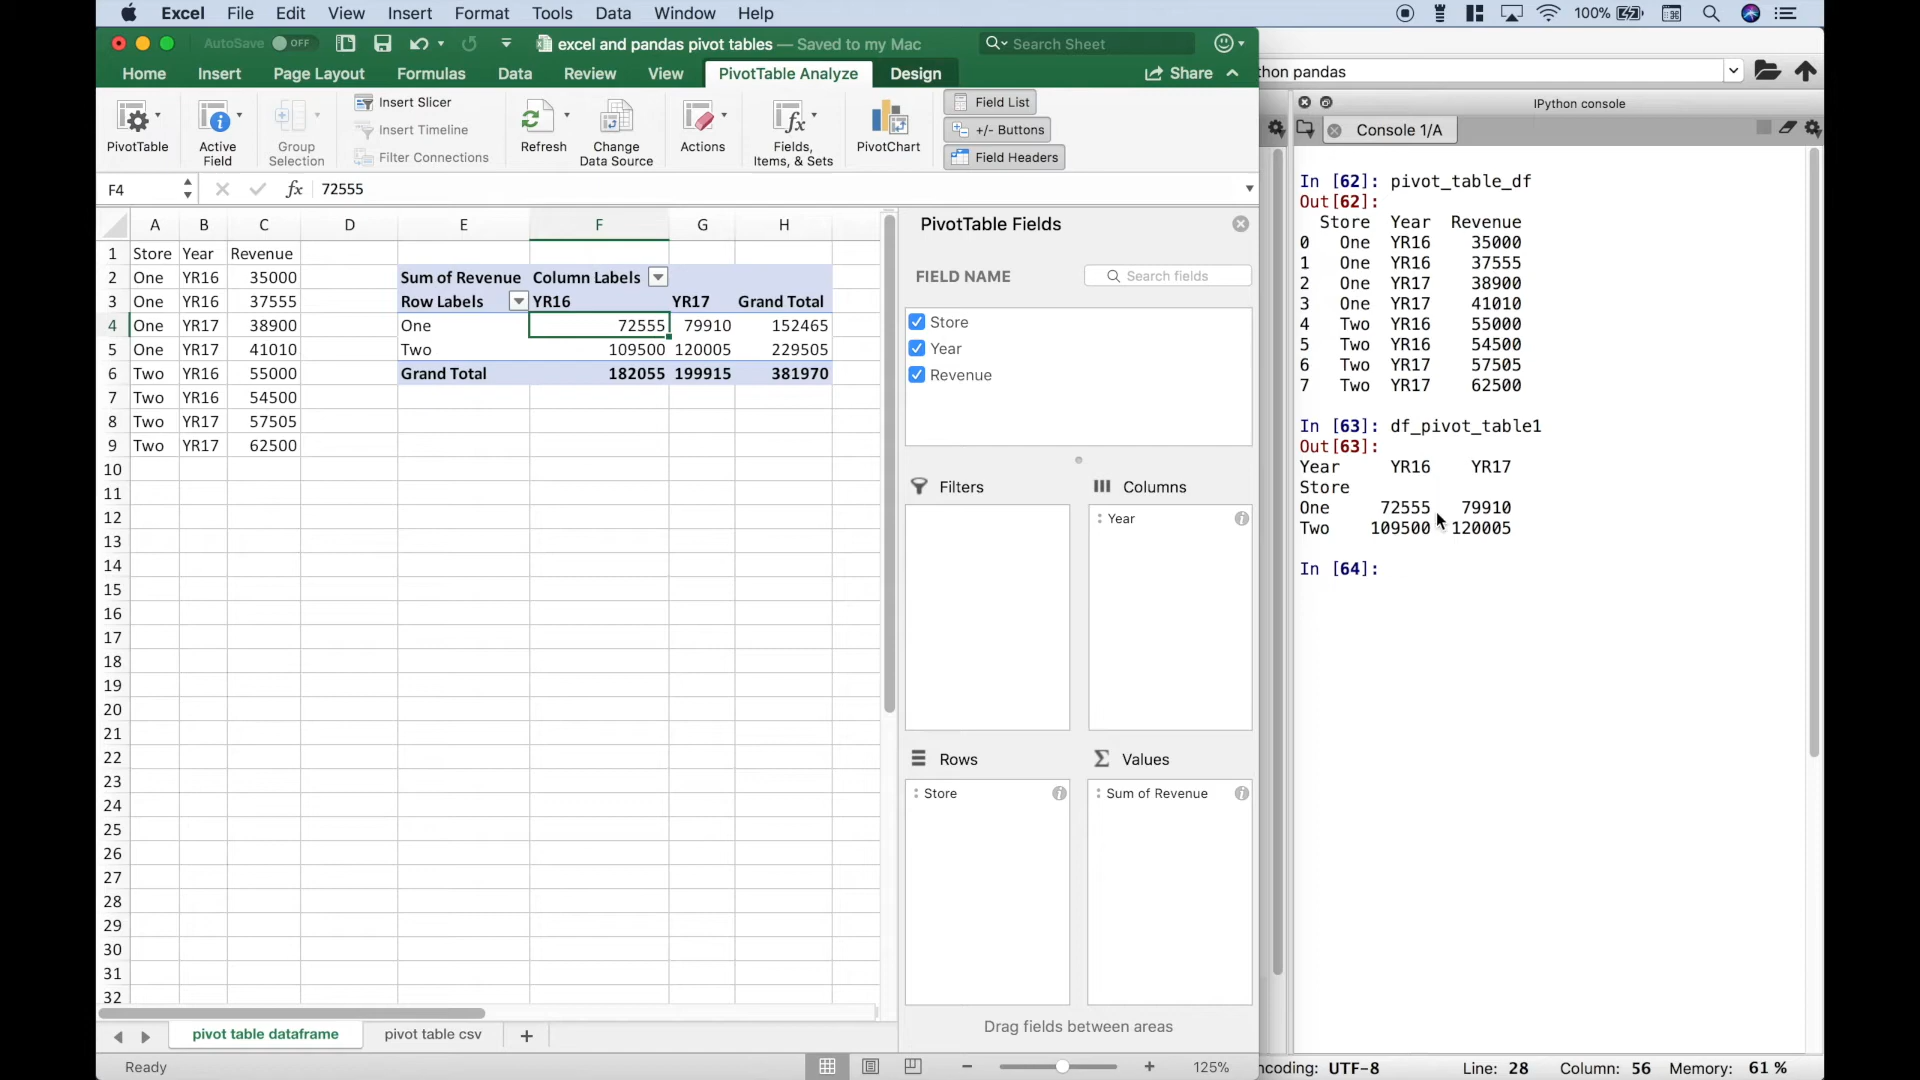 Excel File Edit View Insert Format Tools Data Window Help 100%
AutoSave OFF excel and pandas pivot tables — Saved to my Mac Search Sheet
Home Insert Page Layout Formulas Data Review View PivotTable Analyze Design Share
PivotTable
Active Field
Group Selection
Insert Slicer
Insert Timeline
Filter Connections
Refresh
Change Data Source
Actions
Fields, Items, & Sets
PivotChart
Field List
+/- Buttons
Field Headers
F4 fx 72555
A B C D E F G H
1 Store Year Revenue
2 One YR16 35000 Sum of Revenue Column Labels
3 One YR16 37555 Row Labels YR16 YR17 Grand Total
4 One YR17 38900 One 72555 79910 152465
5 One YR17 41010 Two 109500 120005 229505
6 Two YR16 55000 Grand Total 182055 199915 381970
7 Two YR16 54500
8 Two YR17 57505
9 Two YR17 62500
10
11
12
13
14
15
16
17
18
19
20
21
22
23
24
25
26
27
28
29
30
31
32
pivot table dataframe pivot table csv +
Ready 125%
PivotTable Fields
FIELD NAME Search fields
Store
Year
Revenue
Filters Columns
Year
Rows Values
Store Sum of Revenue
Drag fields between areas
thon pandas
IPython console
Console 1/A
In [62]: pivot_table_df
Out[62]:
Store Year Revenue
0 One YR16 35000
1 One YR16 37555
2 One YR17 38900
3 One YR17 41010
4 Two YR16 55000
5 Two YR16 54500
6 Two YR17 57505
7 Two YR17 62500
In [63]: df_pivot_table1
Out[63]:
Year YR16 YR17
Store
One 72555 79910
Two 109500 120005
In [64]:
ncoding: UTF-8 Line: 28 Column: 56 Memory: 61 %